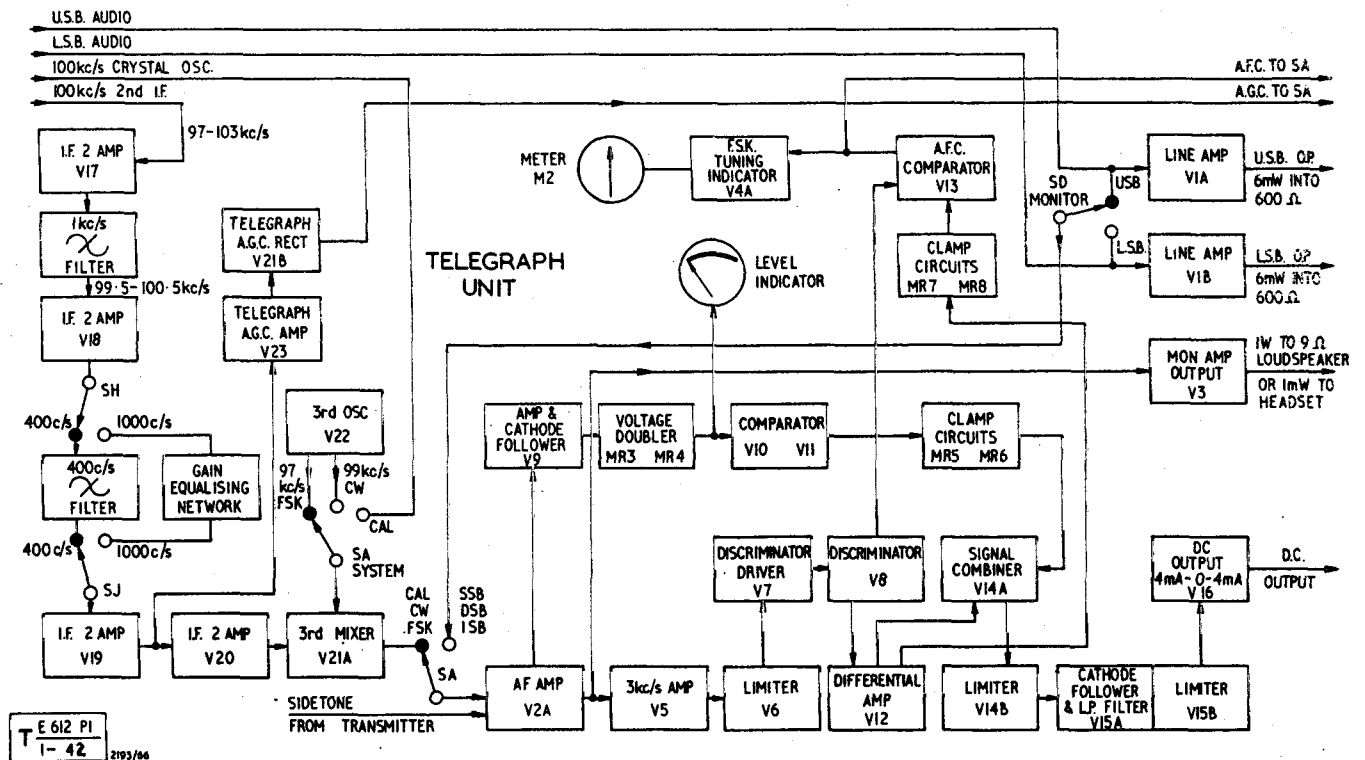 U.S.B. AUDIO
L.S.B. AUDIO
100kc/s CRYSTAL OSC.
100kc/s 2nd I.F.
97-103kc/s
A.F.C. TO SA
A.G.C. TO SA
I.F. 2 AMP
V17
1kc/s
FILTER
99·5-100·5kc/s
I.F. 2 AMP
V18
SH
400c/s
1000c/s
400c/s
FILTER
GAIN
EQUALISING
NETWORK
400c/s
1000c/s
SJ
I.F. 2 AMP
V19
I.F. 2 AMP
V20
TELEGRAPH
A.G.C. RECT
V21B
TELEGRAPH
A.G.C. AMP
V23
3rd OSC
V22
97
kc/s
FSK
99kc/s
CW
CAL
SA
SYSTEM
3rd MIXER
V21A
CAL
CW
FSK
SSB
DSB
ISB
SA
SIDETONE
FROM TRANSMITTER
TELEGRAPH
UNIT
METER
M2
F.S.K.
TUNING
INDICATOR
V4A
A.F.C.
COMPARATOR
V13
LEVEL
INDICATOR
CLAMP
CIRCUITS
MR7 MR8
SD
MONITOR
USB
L.S.B.
LINE AMP
V1A
U.S.B. O.P.
6mW INTO
600 Ω
LINE AMP
V1B
L.S.B. O.P.
6mW INTO
600Ω
MON AMP
OUTPUT
V3
1W TO 9 Ω
LOUDSPEAKER
OR 1mW TO
HEADSET
AMP &
CATHODE
FOLLOWER
V9
VOLTAGE
DOUBLER
MR3 MR4
COMPARATOR
V10 V11
CLAMP
CIRCUITS
MR5 MR6
DISCRIMINATOR
DRIVER
V7
DISCRIMINATOR
V8
SIGNAL
COMBINER
V14A
DC
OUTPUT
4mA-0-4mA
V16
D.C.
OUTPUT
AF AMP
V2A
3kc/s AMP
V5
LIMITER
V6
DIFFERENTIAL
AMP
V12
LIMITER
V14B
CATHODE
FOLLOWER
& L.P. FILTER
V15A
LIMITER
V15B
T E 612 P1
1- 42
2193/66